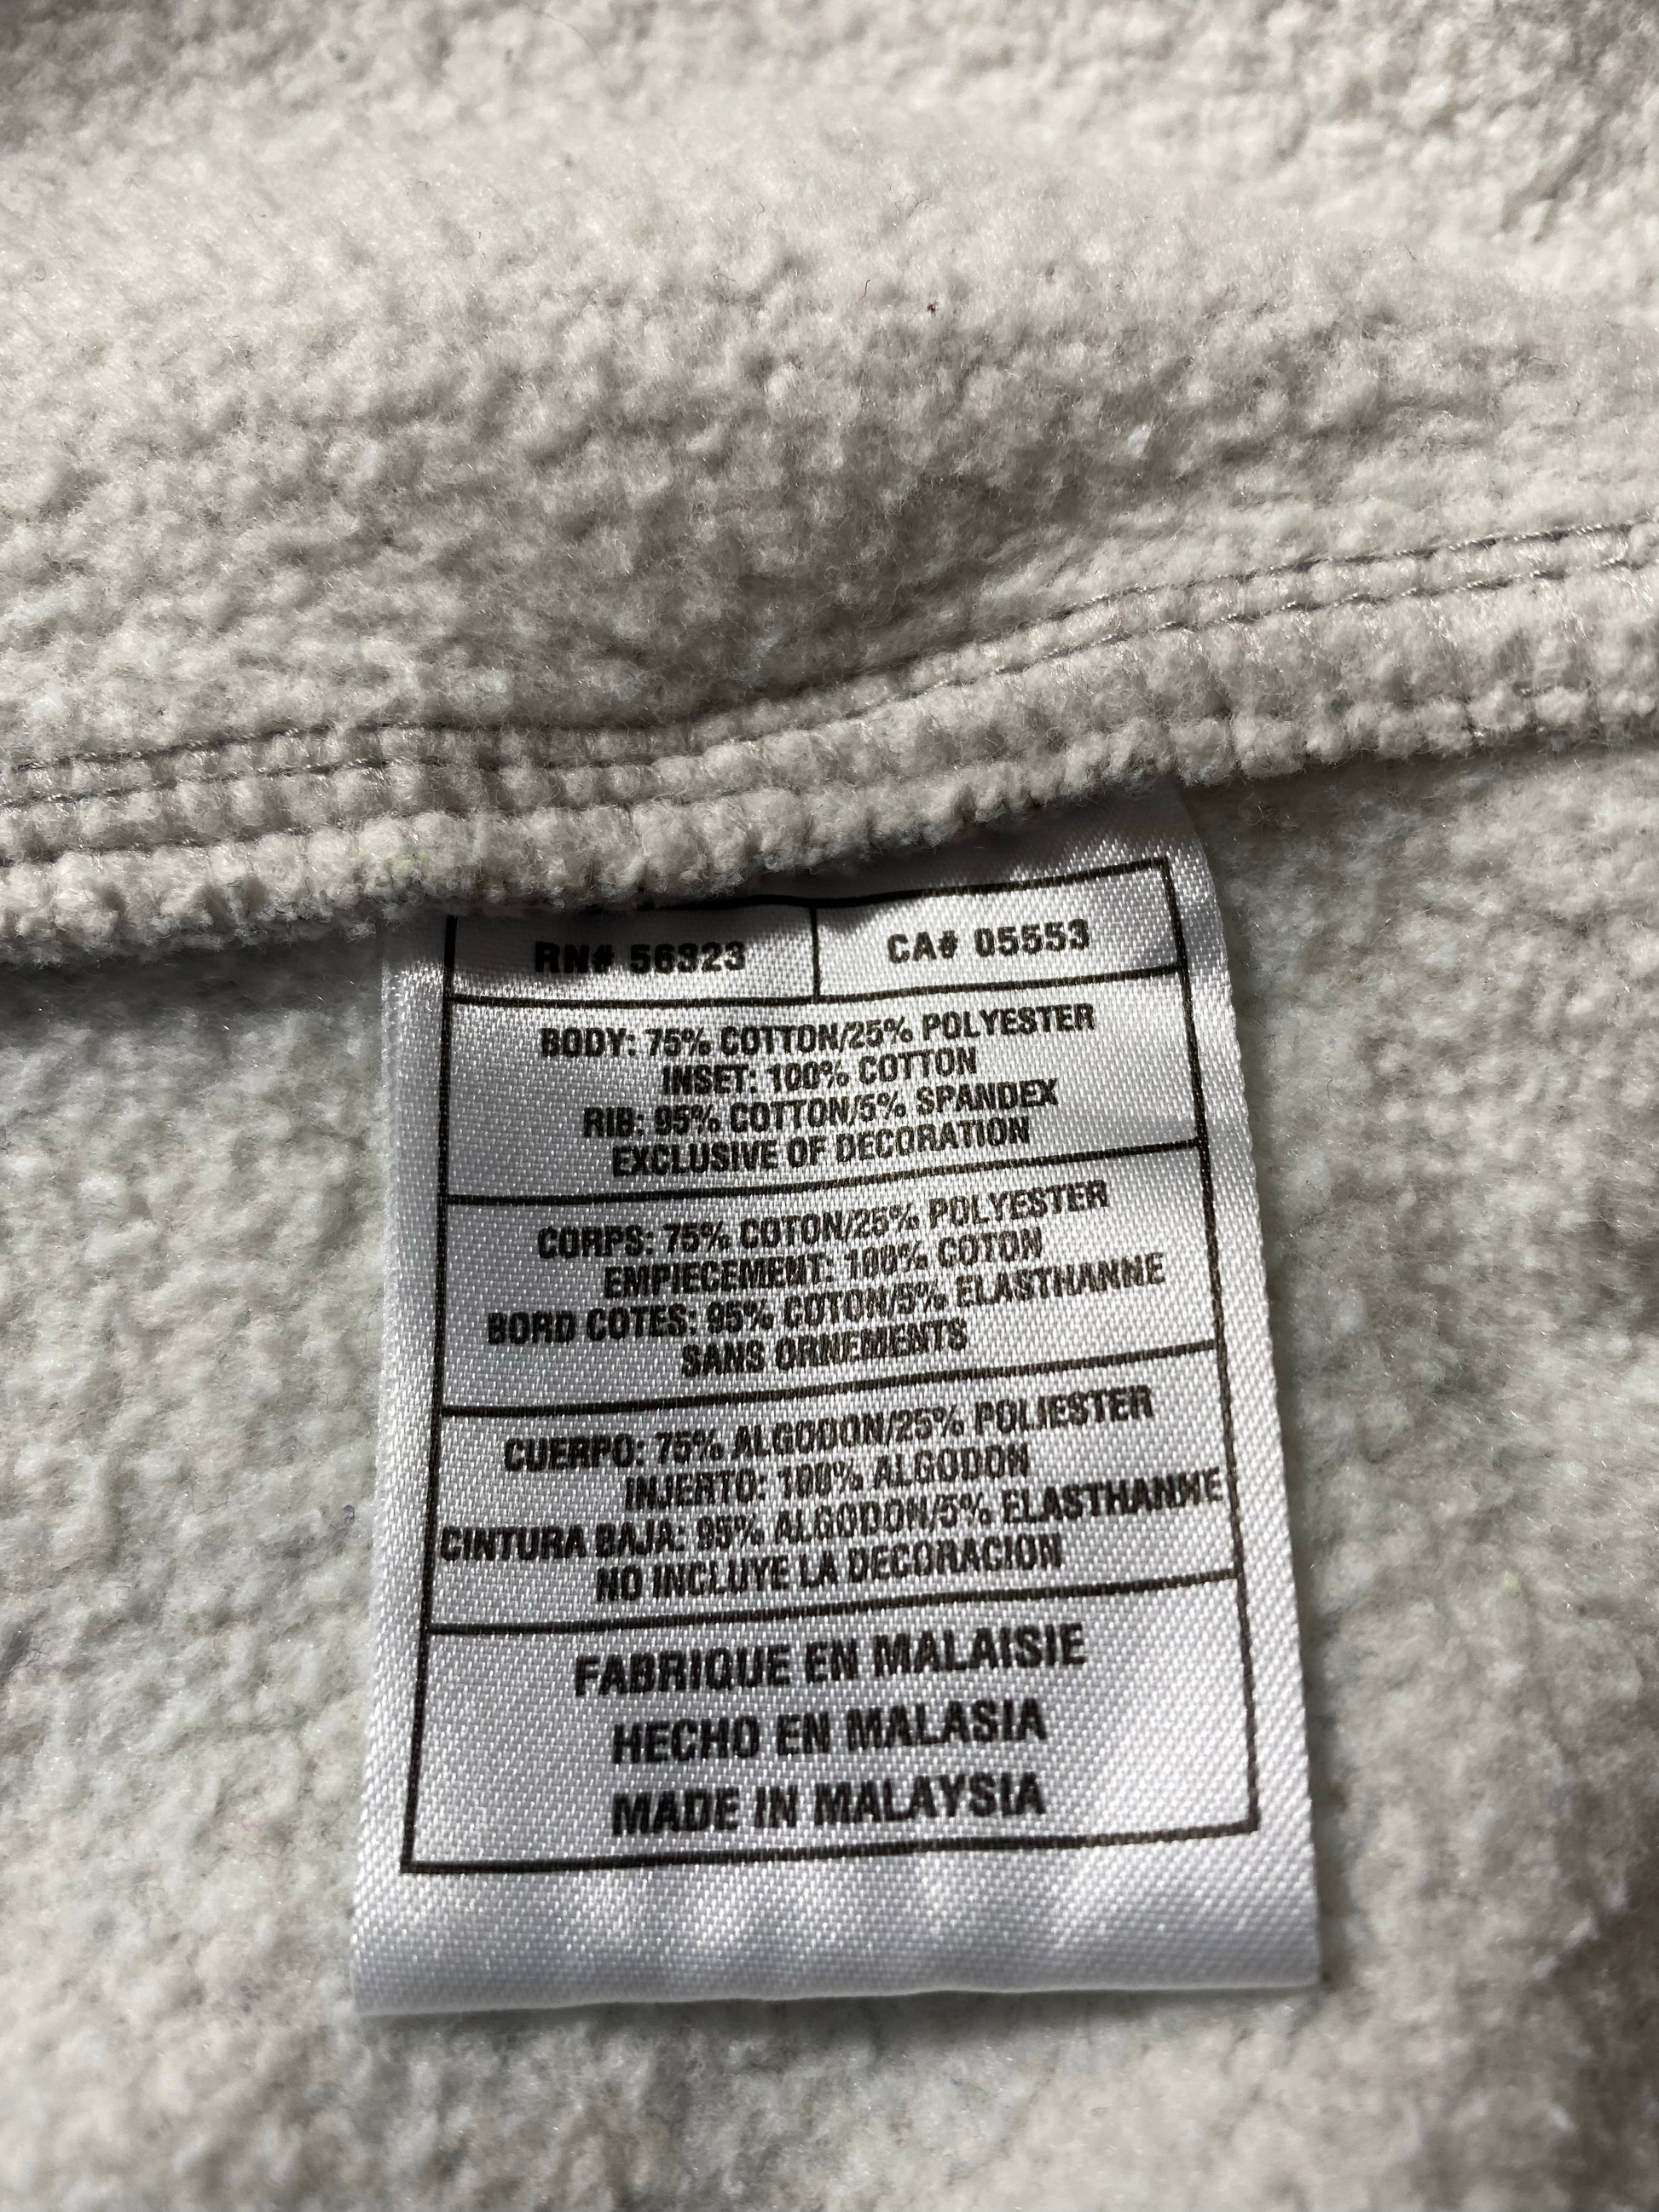 RN# 56323 CA# 05553
BODY: 75% COTTON/25% POLYESTER
INSET: 100% COTTON
RIB: 95% COTTON/5% SPANDEX
EXCLUSIVE OF DECORATION
CORPS: 75% COTON/25% POLYESTER
EMPIECEMENT: 100% COTON
BORD COTES: 95% COTON/5% ELASTHANNE
SANS ORNEMENTS
CUERPO: 75% ALGODON/25% POLIESTER
INJERTO: 100% ALGODON
CINTURA BAJA: 95% ALGODON/5% ELASTHANNE
NO INCLUYE LA DECORACION
FABRIQUE EN MALAISIE
HECHO EN MALASIA
MADE IN MALAYSIA